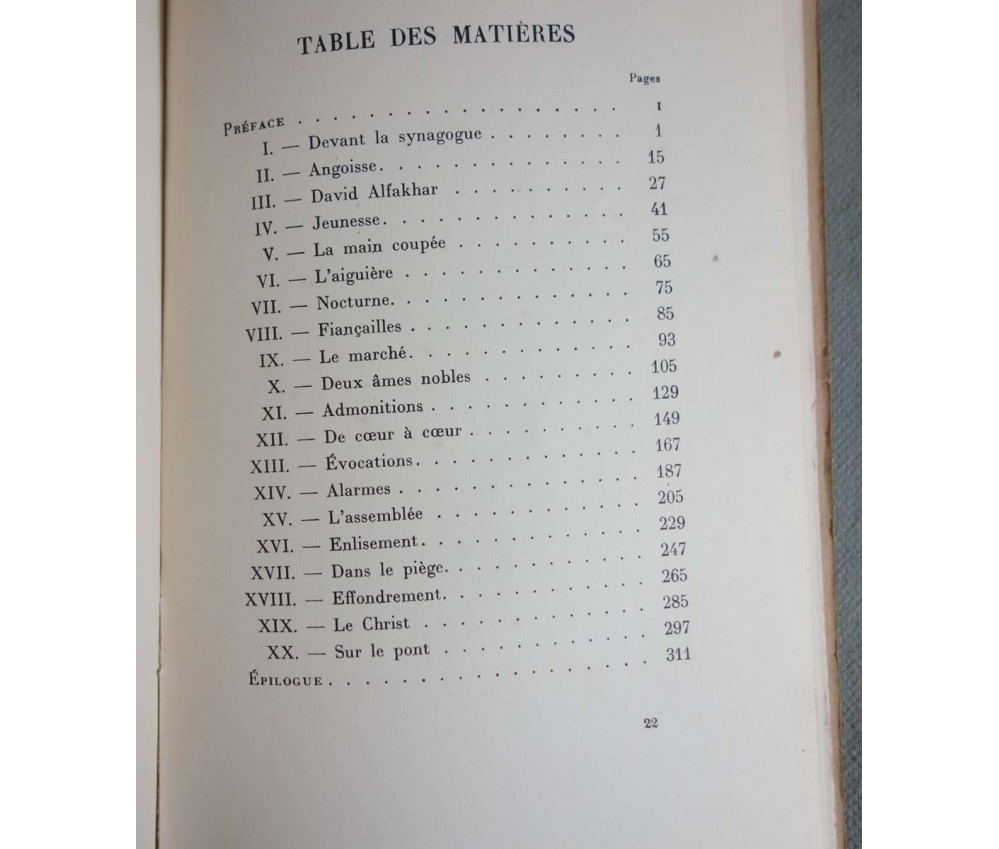 TABLE DES MATIÈRES
Pages
PRÉFACE . . . . . . . . . . . . . . . . . . I
I. — Devant la synagogue . . . . . . . . 1
II. — Angoisse. . . . . . . . . . . . . . 15
III. — David Alfakhar . . . . . . . . . . 27
IV. — Jeunesse. . . . . . . . . . . . . . 41
V. — La main coupée . . . . . . . . . . 55
VI. — L'aiguière . . . . . . . . . . . . . 65
VII. — Nocturne. . . . . . . . . . . . . . 75
VIII. — Fiançailles . . . . . . . . . . . . . 85
IX. — Le marché. . . . . . . . . . . . . 93
X. — Deux âmes nobles . . . . . . . . . 105
XI. — Admonitions . . . . . . . . . . . . 129
XII. — De cœur à cœur . . . . . . . . . . 149
XIII. — Évocations. . . . . . . . . . . . . 167
XIV. — Alarmes . . . . . . . . . . . . . . 187
XV. — L'assemblée . . . . . . . . . . . . 205
XVI. — Enlisement. . . . . . . . . . . . . 229
XVII. — Dans le piège. . . . . . . . . . . . 247
XVIII. — Effondrement. . . . . . . . . . . . 265
XIX. — Le Christ . . . . . . . . . . . . . 285
XX. — Sur le pont . . . . . . . . . . . . 297
ÉPILOGUE . . . . . . . . . . . . . . . . . . 311
22